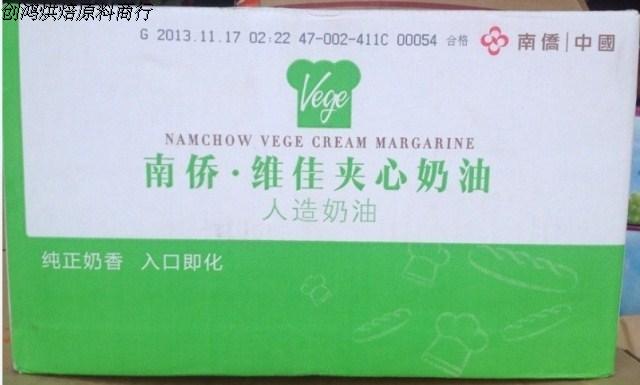 创鸿烘焙原料商行
G 2013.11.17 02:22 47-002-411C 00054 合格
南僑|中國
Vege
NAMCHOW VEGE CREAM MARGARINE
南侨·维佳夹心奶油
人造奶油
纯正奶香 入口即化